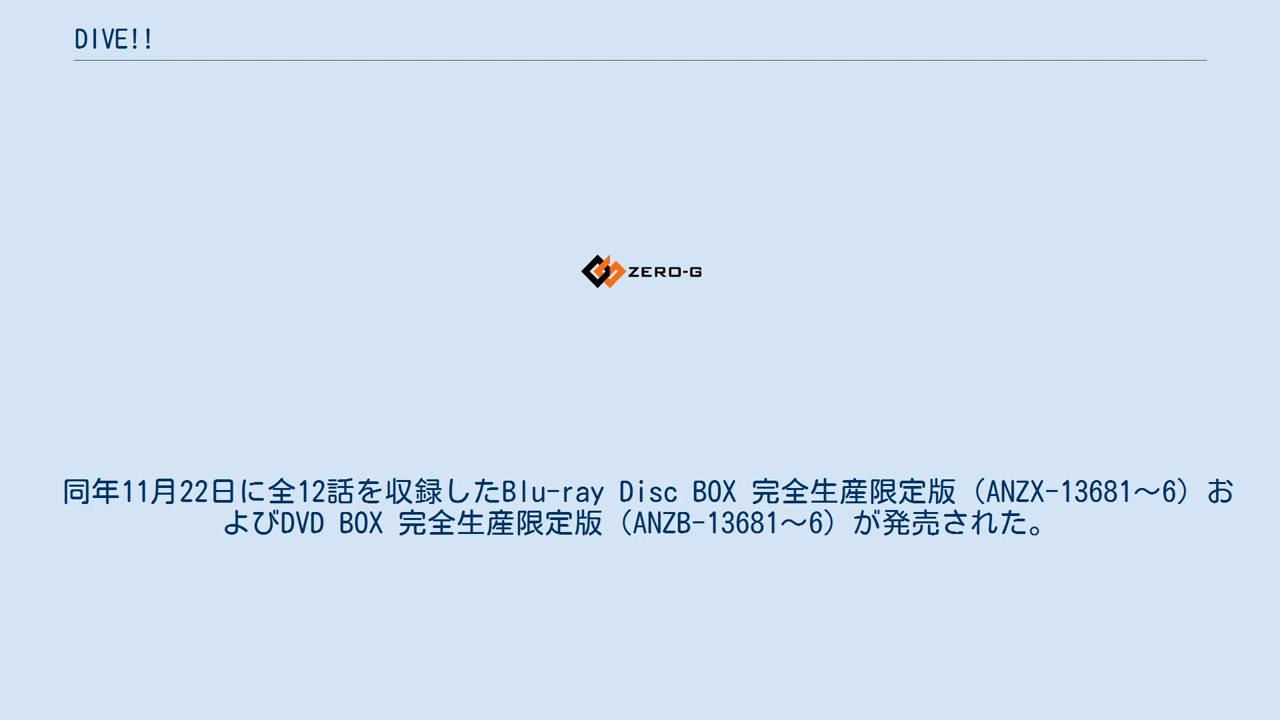 DIVE!!
ZERO-G
同年11月22日に全12話を収録したBlu-ray Disc BOX 完全生産限定版（ANZX-13681～6）お
よびDVD BOX 完全生産限定版（ANZB-13681～6）が発売された。